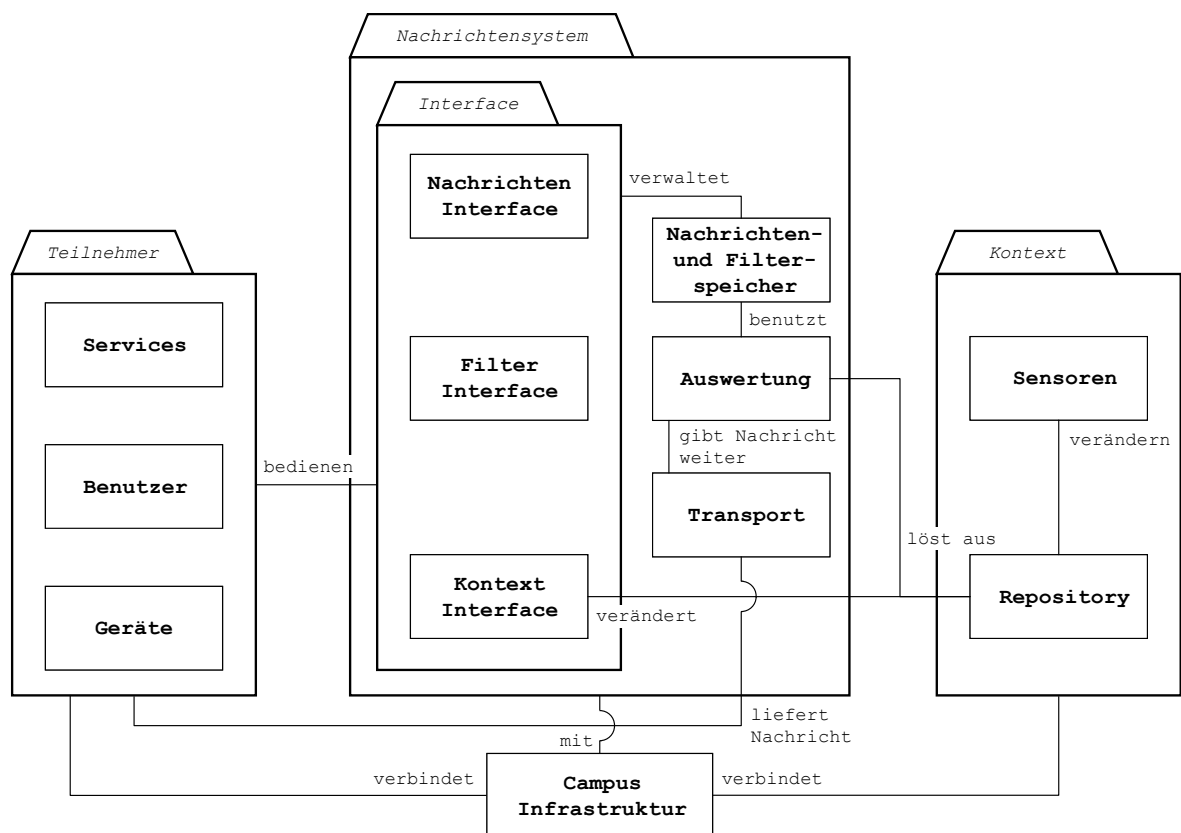 Nachrichtensystem
Interface
Nachrichten
Interface
verwaltet
Nachrichten-
und Filter-
speicher
Teilnehmer
Kontext
benutzt
Services
Filter
Interface
Auswertung
Sensoren
gibt Nachricht
weiter
verändern
bedienen
Benutzer
Transport
löst aus
Kontext
Interface
verändert
Repository
Geräte
liefert
Nachricht
mit
verbindet
Campus
Infrastruktur
verbindet